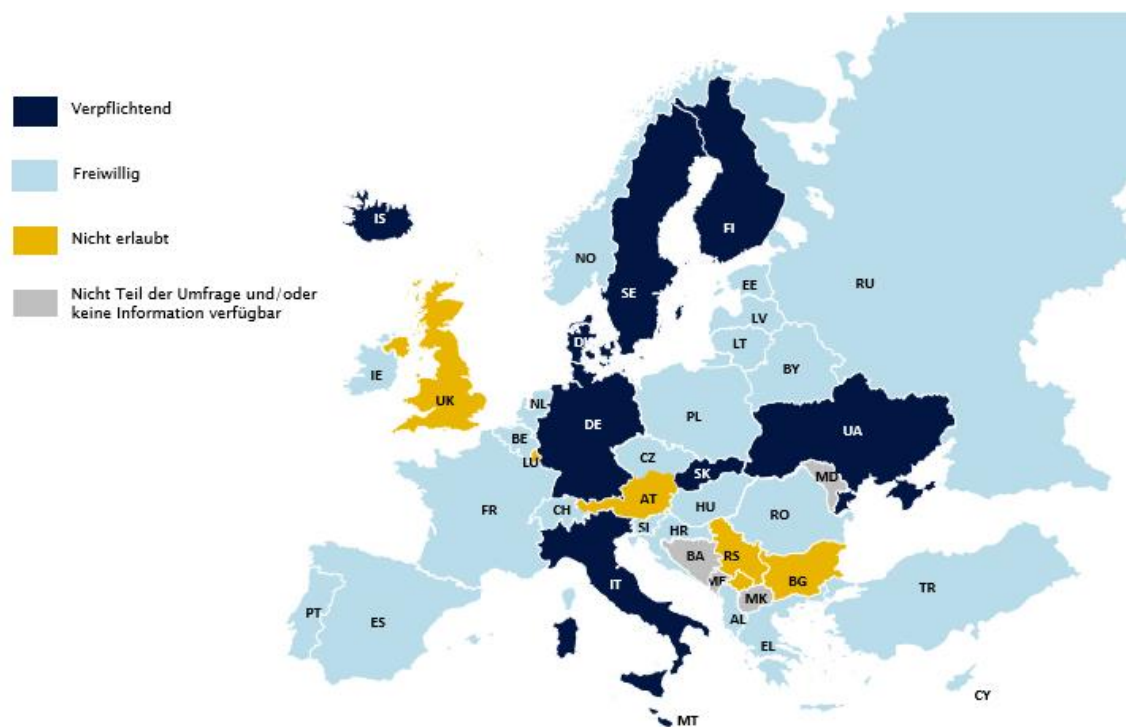 Verpflichtend
Freiwillig
Nicht erlaubt
Nicht Teil der Umfrage und/oder
keine Information verfügbar
IS
FI
NO
SE
EE
RU
LV
LT
BY
IE
UK
NL
DE
PL
BE
LU
CZ
UA
SK
MD
FR
CH
AT
HU
RO
SI
HR
BA
RS
IT
BG
MK
AL
TR
PT
ES
EL
CY
MT